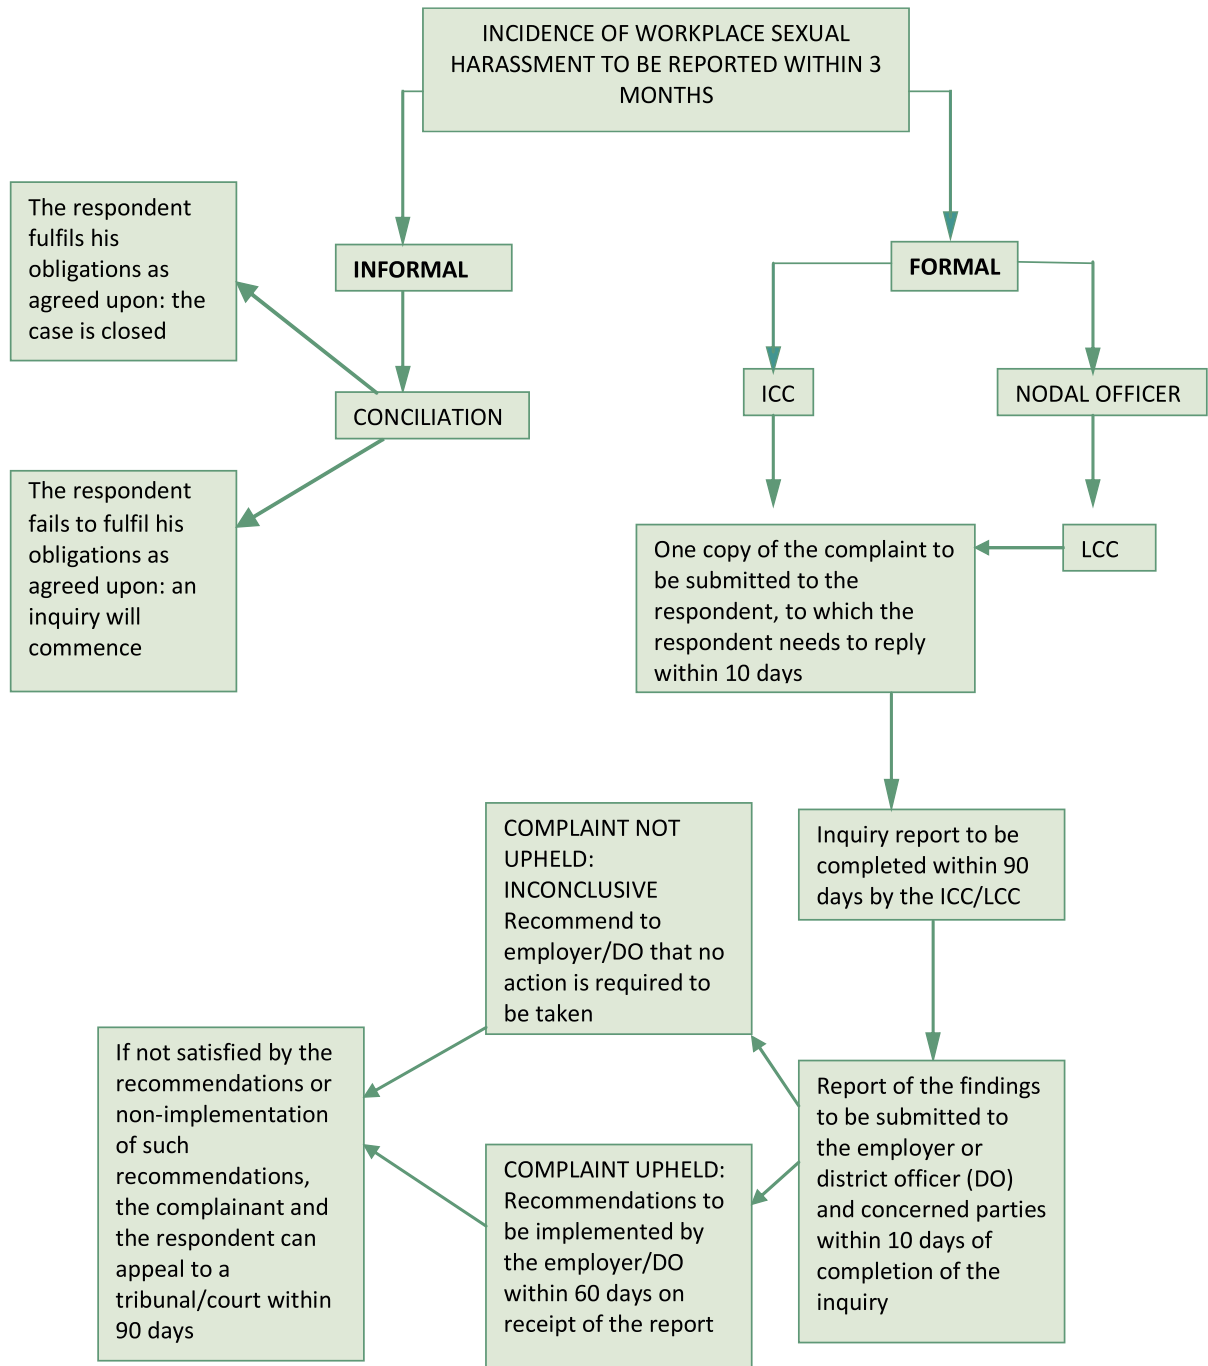 INCIDENCE OF WORKPLACE SEXUAL
HARASSMENT TO BE REPORTED WITHIN 3
MONTHS
The respondent
fulfils his
obligations as
agreed upon: the
case is closed
INFORMAL
FORMAL
CONCILIATION
ICC
NODAL OFFICER
The respondent
fails to fulfil his
obligations as
agreed upon: an
inquiry will
commence
One copy of the complaint to
be submitted to the
respondent, to which the
respondent needs to reply
within 10 days
LCC
COMPLAINT NOT
UPHELD:
INCONCLUSIVE
Recommend to
employer/DO that no
action is required to
be taken
Inquiry report to be
completed within 90
days by the ICC/LCC
If not satisfied by the
recommendations or
non-implementation
of such
recommendations,
the complainant and
the respondent can
appeal to a
tribunal/court within
90 days
COMPLAINT UPHELD:
Recommendations to
be implemented by
the employer/DO
within 60 days on
receipt of the report
Report of the findings
to be submitted to
the employer or
district officer (DO)
and concerned parties
within 10 days of
completion of the
inquiry